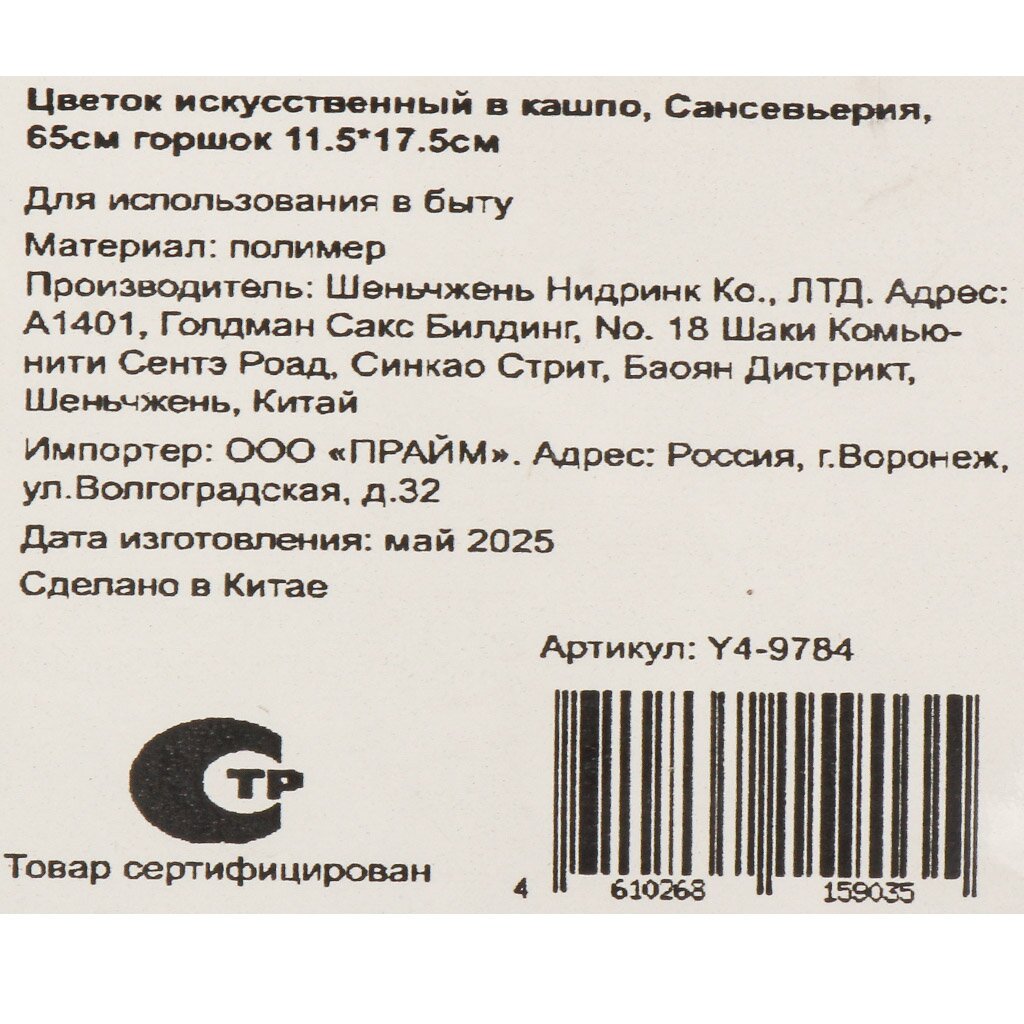 Цветок искусственный в кашпо, Сансевьерия,
65см горшок 11.5*17.5см
Для использования в быту
Материал: полимер
Производитель: Шеньчжень Нидринк Ко., ЛТД. Адрес:
А1401, Голдман Сакс Билдинг, No. 18 Шаки Комью-
нити Сентэ Роад, Синкао Стрит, Баоян Дистрикт,
Шеньчжень, Китай
Импортер: ООО «ПРАЙМ». Адрес: Россия, г.Воронеж,
ул.Волгоградская, д.32
Дата изготовления: май 2025
Сделано в Китае
Артикул: Y4-9784
ТР
Товар сертифицирован
4 610268 159035